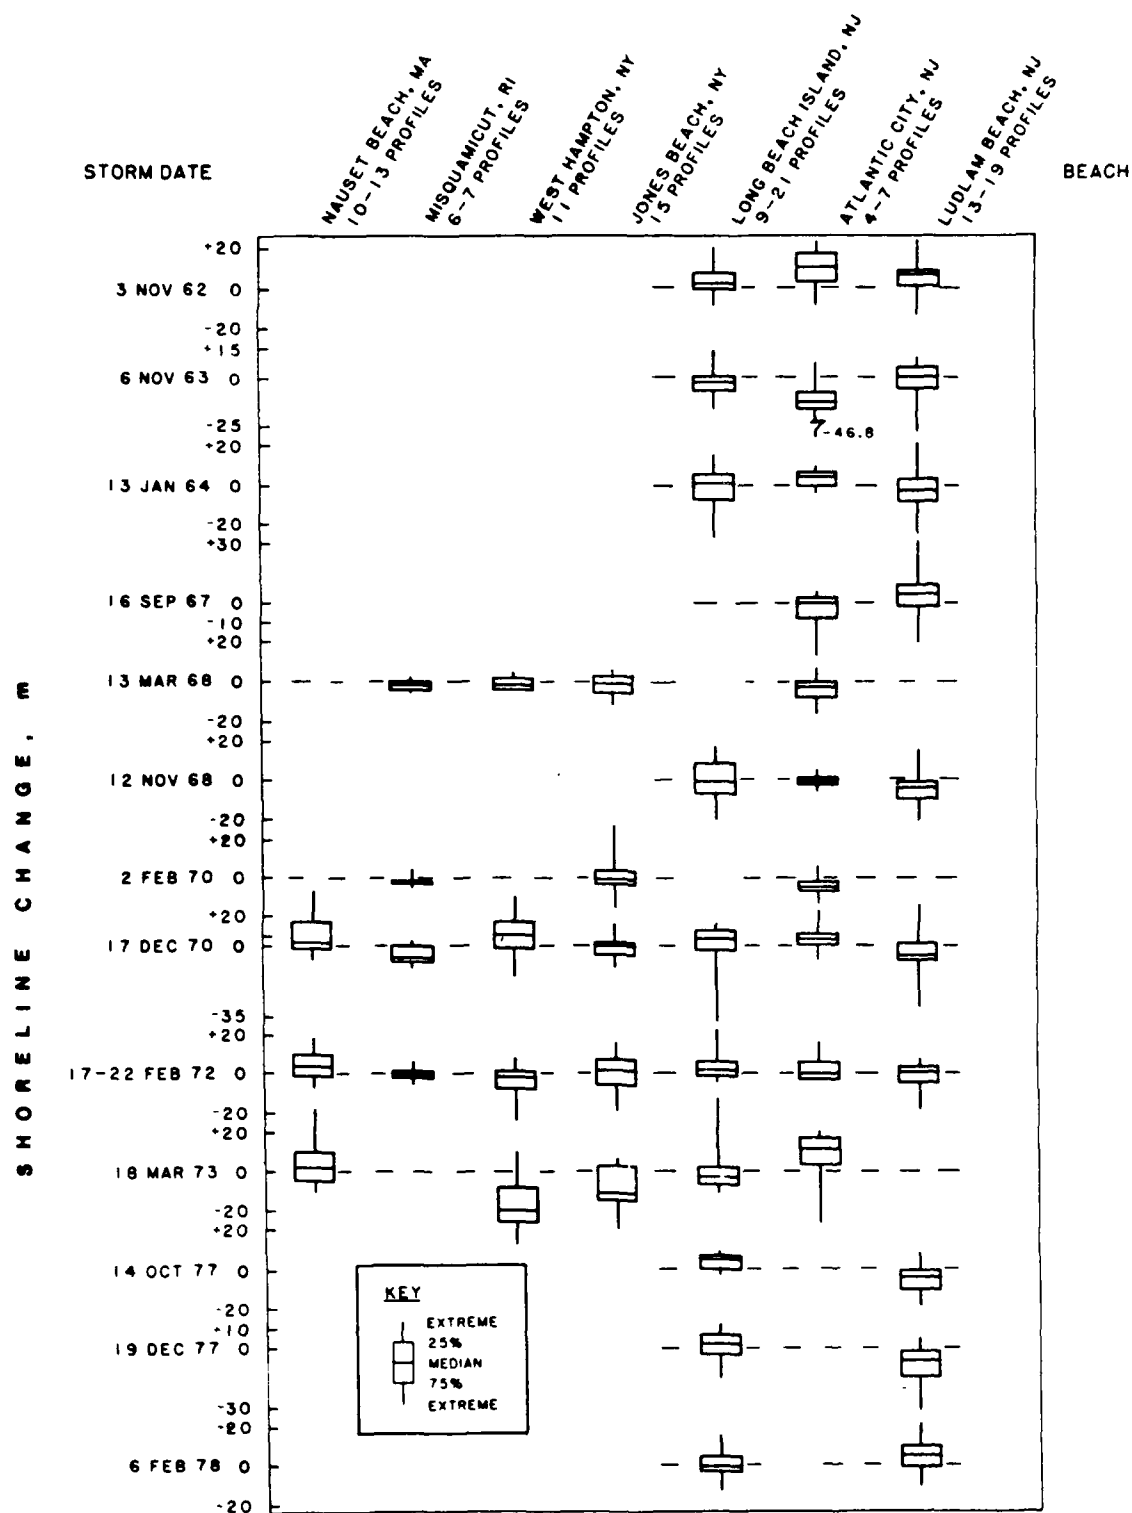 NAUSET BEACH, MA
10-13 PROFILES
MISQUAMICUT, RI
6-7 PROFILES
WEST HAMPTON, NY
11 PROFILES
JONES BEACH, NY
15 PROFILES
LONG BEACH ISLAND, NJ
9-21 PROFILES
ATLANTIC CITY, NJ
4-7 PROFILES
LUDLAM BEACH, NJ
13-19 PROFILES
STORM DATE
BEACH
SHORELINE CHANGE, m
+20
3 NOV 62 0
-20
+15
6 NOV 63 0
-25
-46.8
+20
13 JAN 64 0
-20
+30
16 SEP 67 0
-10
+20
13 MAR 68 0
-20
+20
12 NOV 68 0
-20
+20
2 FEB 70 0
+20
17 DEC 70 0
-35
+20
17-22 FEB 72 0
-20
+20
18 MAR 73 0
-20
+20
14 OCT 77 0
-20
+10
19 DEC 77 0
-30
-20
6 FEB 78 0
-20
KEY
EXTREME
25%
MEDIAN
75%
EXTREME